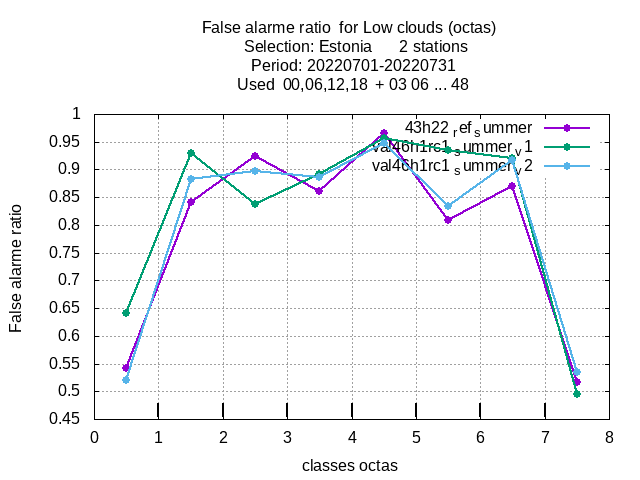 False alarme ratio  for Low clouds (octas)
Selection: Estonia      2 stations
Period: 20220701-20220731
Used  00,06,12,18  + 03 06 ... 48
1
0.95
0.9
0.85
0.8
0.75
0.7
0.65
0.6
0.55
0.5
0.45
0 1 2 3 4 5 6 7 8
False alarme ratio
classes octas
43h22 ref summer
val46h1rc1 summer v1
val46h1rc1 summer v2